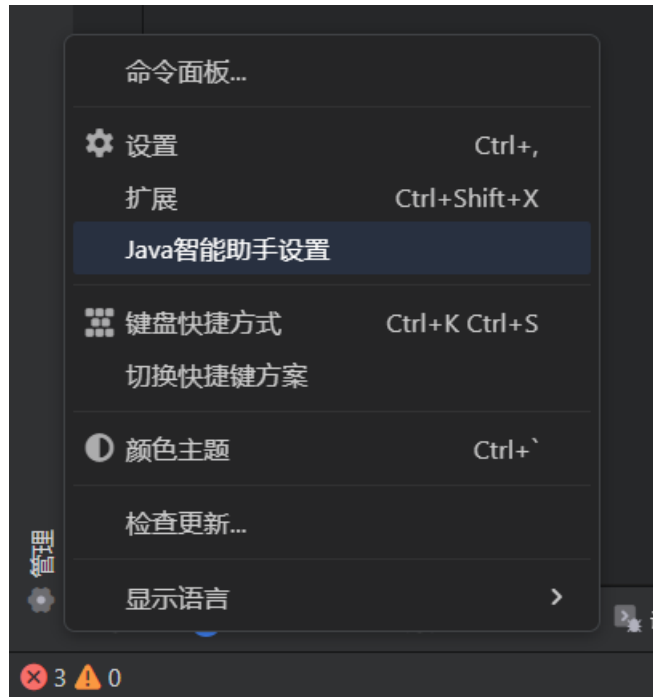 命令面板...
设置 Ctrl+,
扩展 Ctrl+Shift+X
Java智能助手设置
键盘快捷方式 Ctrl+K Ctrl+S
切换快捷键方案
颜色主题 Ctrl+`
检查更新...
显示语言
管理
3 0